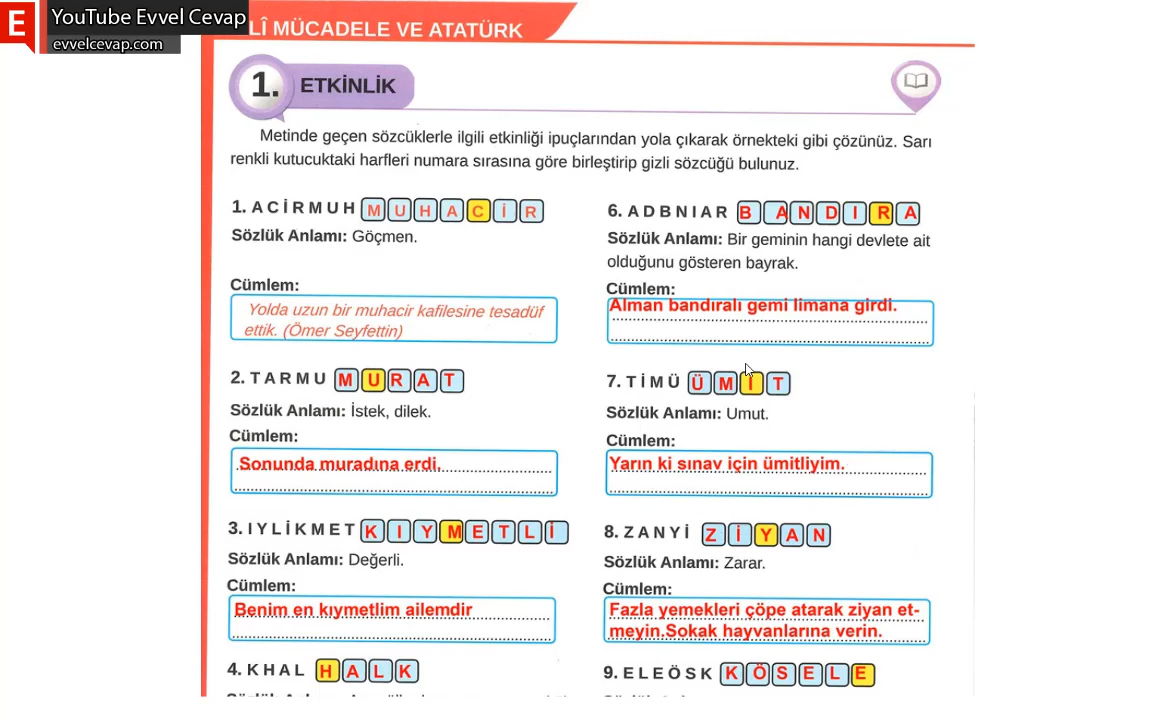 E
YouTube Evvel Cevap
evvelcevap.com
LÎ MÜCADELE VE ATATÜRK
1. ETKİNLİK
Metinde geçen sözcüklerle ilgili etkinliği ipuçlarından yola çıkarak örnekteki gibi çözünüz. Sarı
renkli kutucuktaki harfleri numara sırasına göre birleştirip gizli sözcüğü bulunuz.
1. A C İ R M U H M U H A C İ R
Sözlük Anlamı: Göçmen.
Cümlem:
Yolda uzun bir muhacir kafilesine tesadüf
ettik. (Ömer Seyfettin)
2. T A R M U M U R A T
Sözlük Anlamı: İstek, dilek.
Cümlem:
Sonunda muradına erdi.
3. I Y L İ K M E T K I Y M E T L İ
Sözlük Anlamı: Değerli.
Cümlem:
Benim en kıymetlim ailemdir
4. K H A L H A L K
6. A D B N I A R B A N D I R A
Sözlük Anlamı: Bir geminin hangi devlete ait
olduğunu gösteren bayrak.
Cümlem:
Alman bandıralı gemi limana girdi.
7. T İ M Ü Ü M İ T
Sözlük Anlamı: Umut.
Cümlem:
Yarın ki sınav için ümitliyim.
8. Z A N Y İ Z İ Y A N
Sözlük Anlamı: Zarar.
Cümlem:
Fazla yemekleri çöpe atarak ziyan et-
meyin.Sokak hayvanlarına verin.
9. E L E Ö S K K Ö S E L E